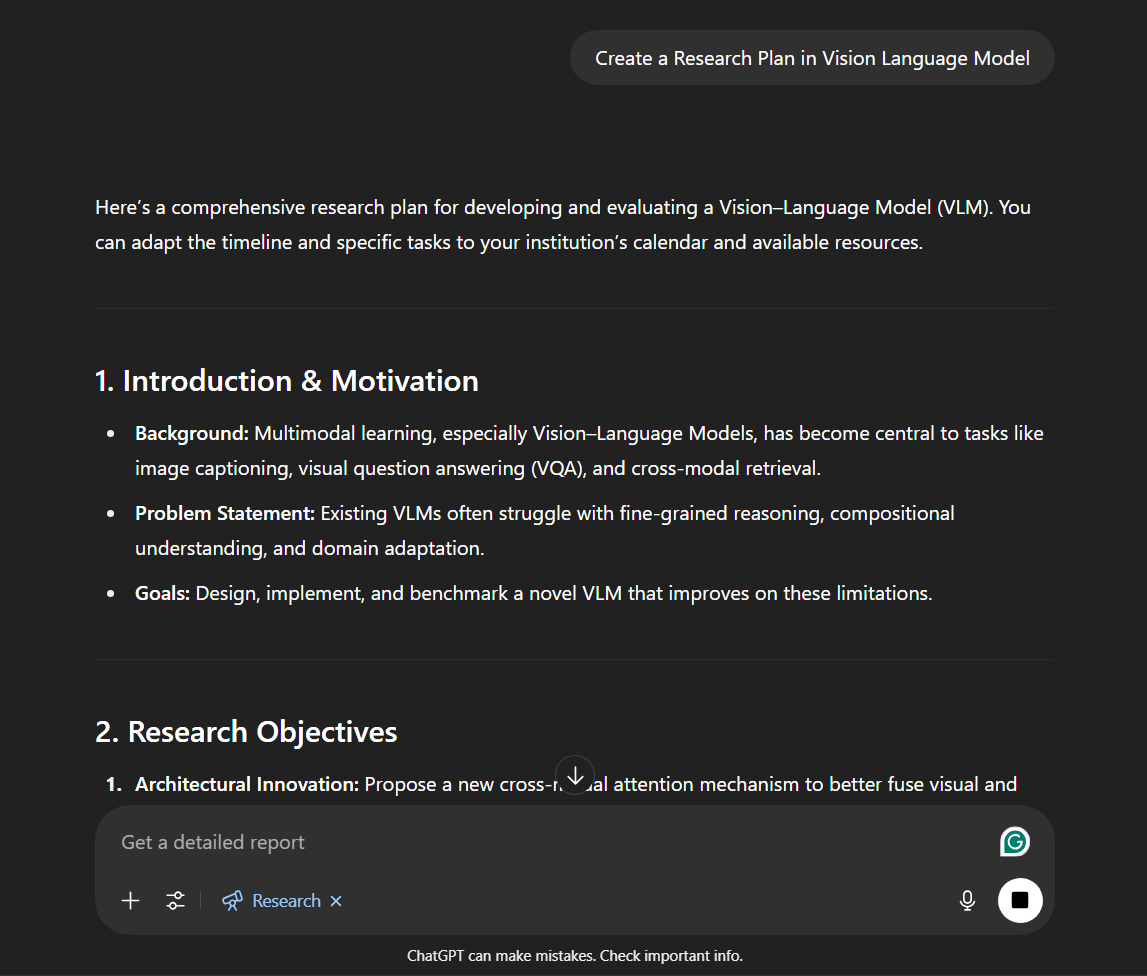 Create a Research Plan in Vision Language Model
Here’s a comprehensive research plan for developing and evaluating a Vision–Language Model (VLM). You
can adapt the timeline and specific tasks to your institution’s calendar and available resources.
1. Introduction & Motivation
• Background: Multimodal learning, especially Vision–Language Models, has become central to tasks like
image captioning, visual question answering (VQA), and cross-modal retrieval.
• Problem Statement: Existing VLMs often struggle with fine-grained reasoning, compositional
understanding, and domain adaptation.
• Goals: Design, implement, and benchmark a novel VLM that improves on these limitations.
2. Research Objectives
1. Architectural Innovation: Propose a new attention mechanism to better fuse visual and
Get a detailed report
Research
ChatGPT can make mistakes. Check important info.